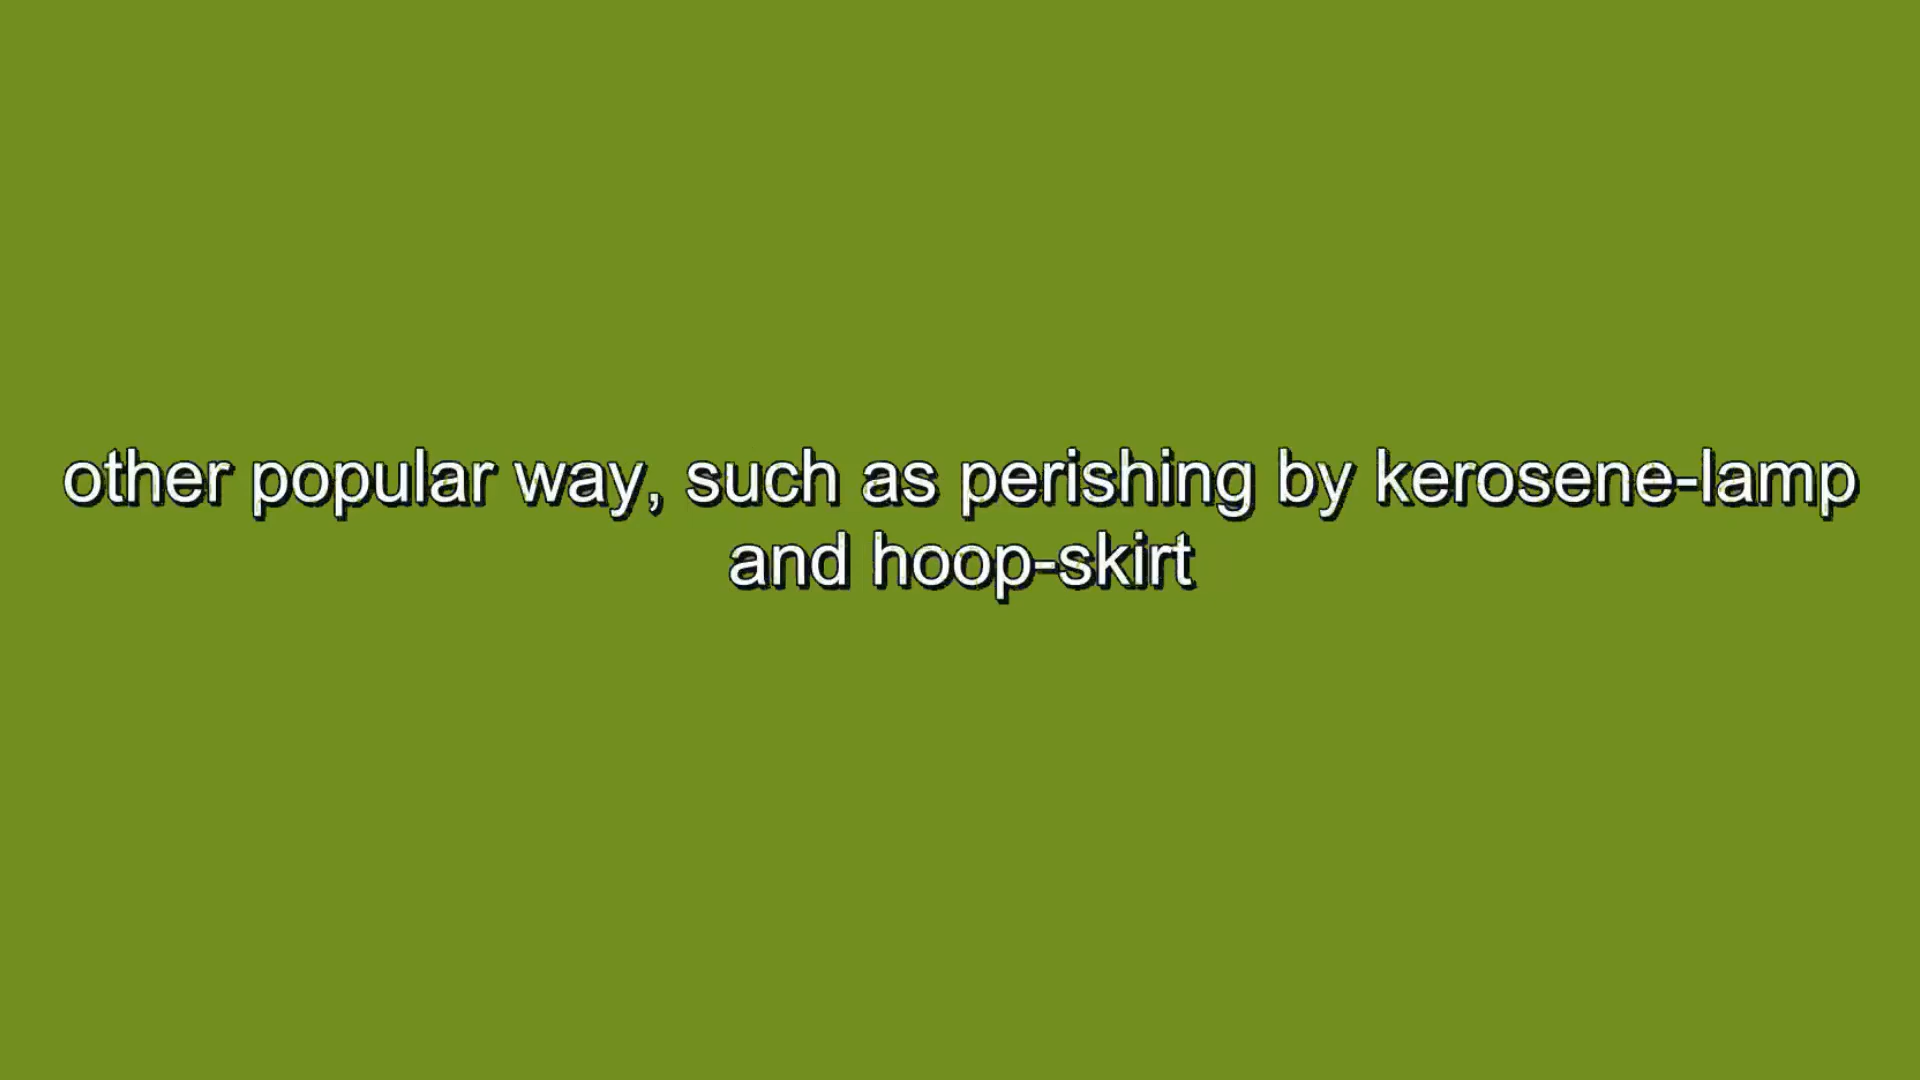 other popular way, such as perishing by kerosene-lamp
and hoop-skirt